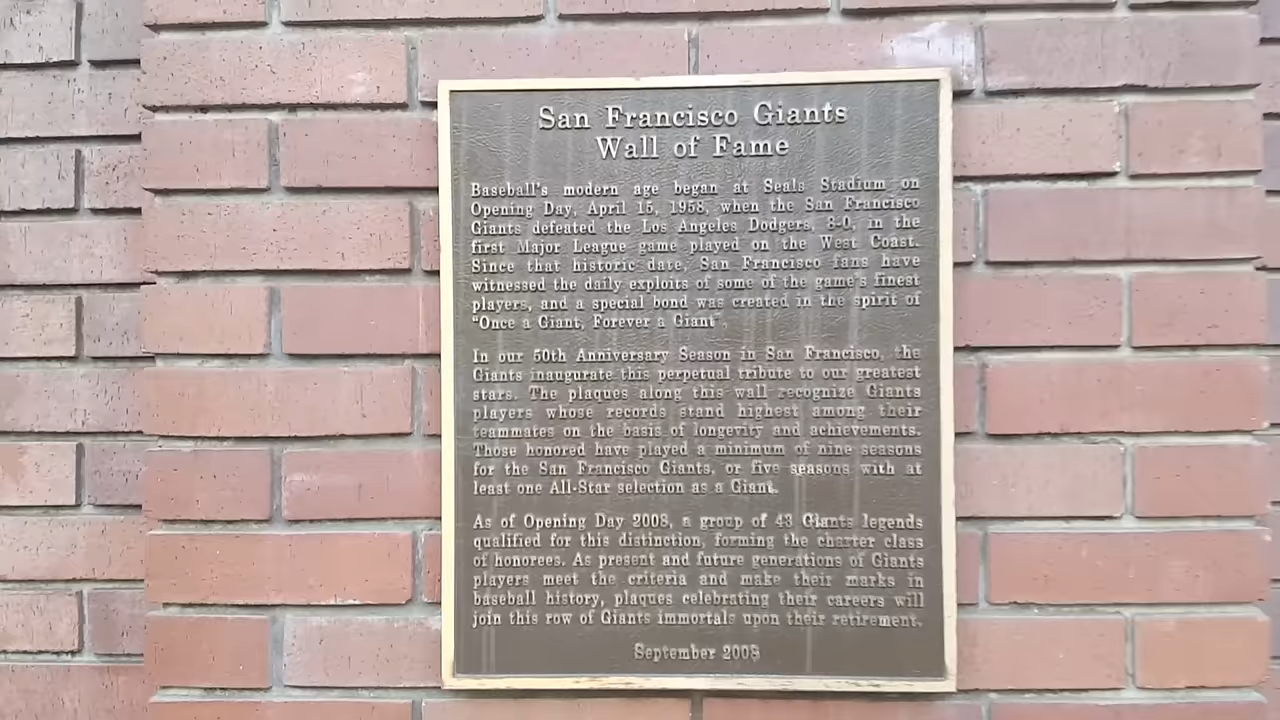 San Francisco Giants
Wall of Fame
Baseball's modern age began at Seals Stadium on
Opening Day, April 15, 1958, when the San Francisco
Giants defeated the Los Angeles Dodgers, 8-0, in the
first Major League game played on the West Coast.
Since that historic date, San Francisco fans have
witnessed the daily exploits of some of the game's finest
players, and a special bond was created in the spirit of
"Once a Giant, Forever a Giant".
In our 50th Anniversary Season in San Francisco, the
Giants inaugurate this perpetual tribute to our greatest
stars. The plaques along this wall recognize Giants
players whose records stand highest among their
teammates on the basis of longevity and achievements.
Those honored have played a minimum of nine seasons
for the San Francisco Giants, or five seasons with at
least one All-Star selection as a Giant.
As of Opening Day 2008, a group of 43 Giants legends
qualified for this distinction, forming the charter class
of honorees. As present and future generations of Giants
players meet the criteria and make their marks in
baseball history, plaques celebrating their careers will
join this row of Giants immortals upon their retirement.
September 2008